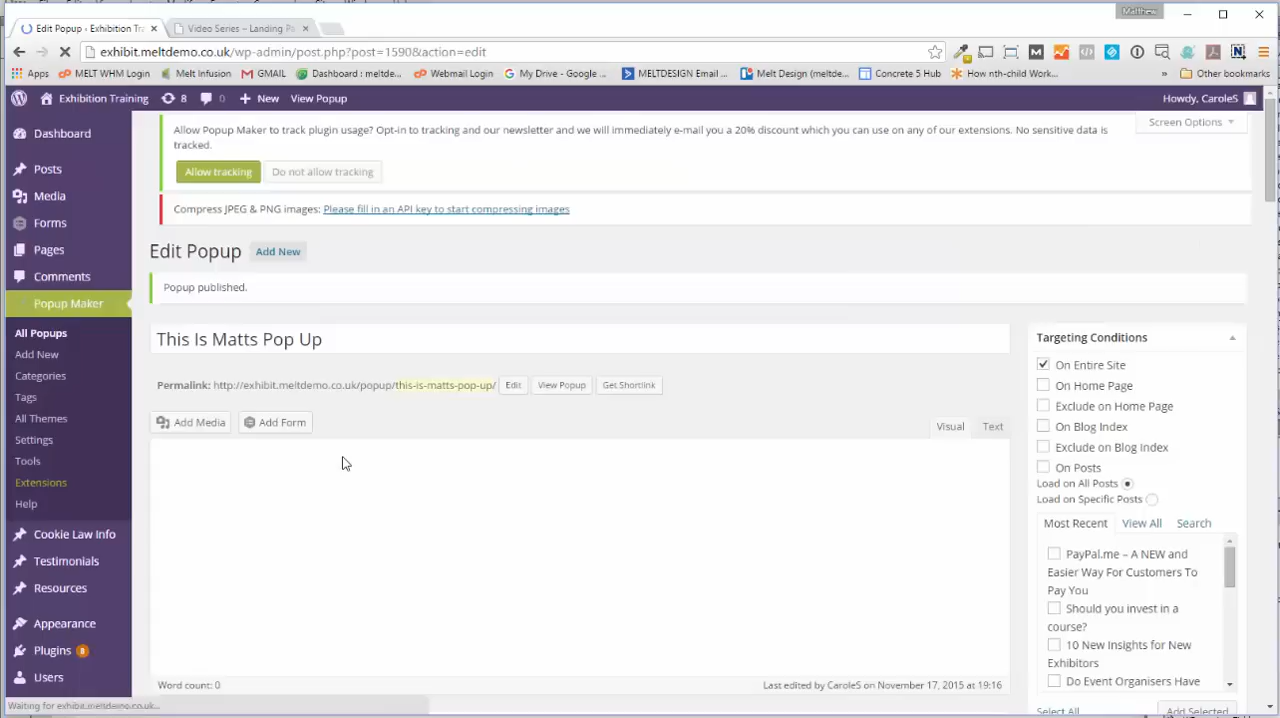 Matthew
Edit Popup ‹ Exhibition Tra
Video Series – Landing Pa
exhibit.meltdemo.co.uk/wp-admin/post.php?post=1590&action=edit
Apps MELT WHM Login Melt Infusion GMAIL Dashboard : meltde... Webmail Login My Drive - Google ... MELTDESIGN Email ... Melt Design (meltde... Concrete 5 Hub How nth-child Work... » Other bookmarks
Exhibition Training 8 0 New View Popup Howdy, CaroleS
Screen Options
Allow Popup Maker to track plugin usage? Opt-in to tracking and our newsletter and we will immediately e-mail you a 20% discount which you can use on any of our extensions. No sensitive data is
tracked.
Allow tracking Do not allow tracking
Compress JPEG & PNG images: Please fill in an API key to start compressing images
Edit Popup Add New
Popup published.
This Is Matts Pop Up
Permalink: http://exhibit.meltdemo.co.uk/popup/this-is-matts-pop-up/ Edit View Popup Get Shortlink
Add Media Add Form
Visual Text
Word count: 0
Last edited by CaroleS on November 17, 2015 at 19:16
Dashboard
Posts
Media
Forms
Pages
Comments
Popup Maker
All Popups
Add New
Categories
Tags
All Themes
Settings
Tools
Extensions
Help
Cookie Law Info
Testimonials
Resources
Appearance
Plugins 8
Users
Targeting Conditions
On Entire Site
On Home Page
Exclude on Home Page
On Blog Index
Exclude on Blog Index
On Posts
Load on All Posts
Load on Specific Posts
Most Recent View All Search
PayPal.me – A NEW and
Easier Way For Customers To
Pay You
Should you invest in a
course?
10 New Insights for New
Exhibitors
Do Event Organisers Have
Select All Add Selected
Waiting for exhibit.meltdemo.co.uk...